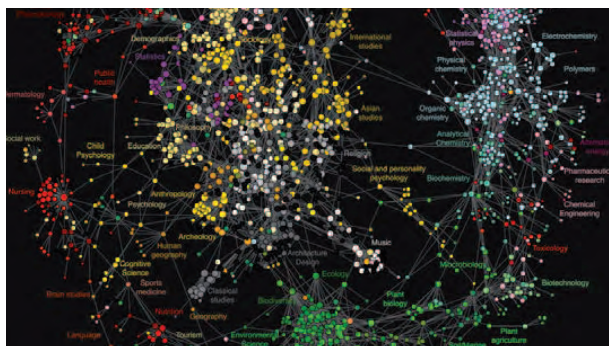 Demographics
Sociology
Statistics
International
studies
Statistical
physics
Electrochemistry
Physical
chemistry
Polymers
Public
health
Dermatology
Asian
studies
Organic
chemistry
Philosophy
Social work
Child
Psychology
Education
Analytical
Chemistry
Pharmaceutical
research
Social and personality
psychology
Biochemistry
Nursing
Psychology
Anthropology
Chemical
Engineering
Archeology
Human
geography
Music
Toxicology
Architecture
Design
Cognitive
Science
Ecology
Microbiology
Biotechnology
Sports
medicine
Classical
studies
Brain studies
Plant
biology
Nutrition
Geography
Language
Tourism
Environmental
Science
Plant
agriculture